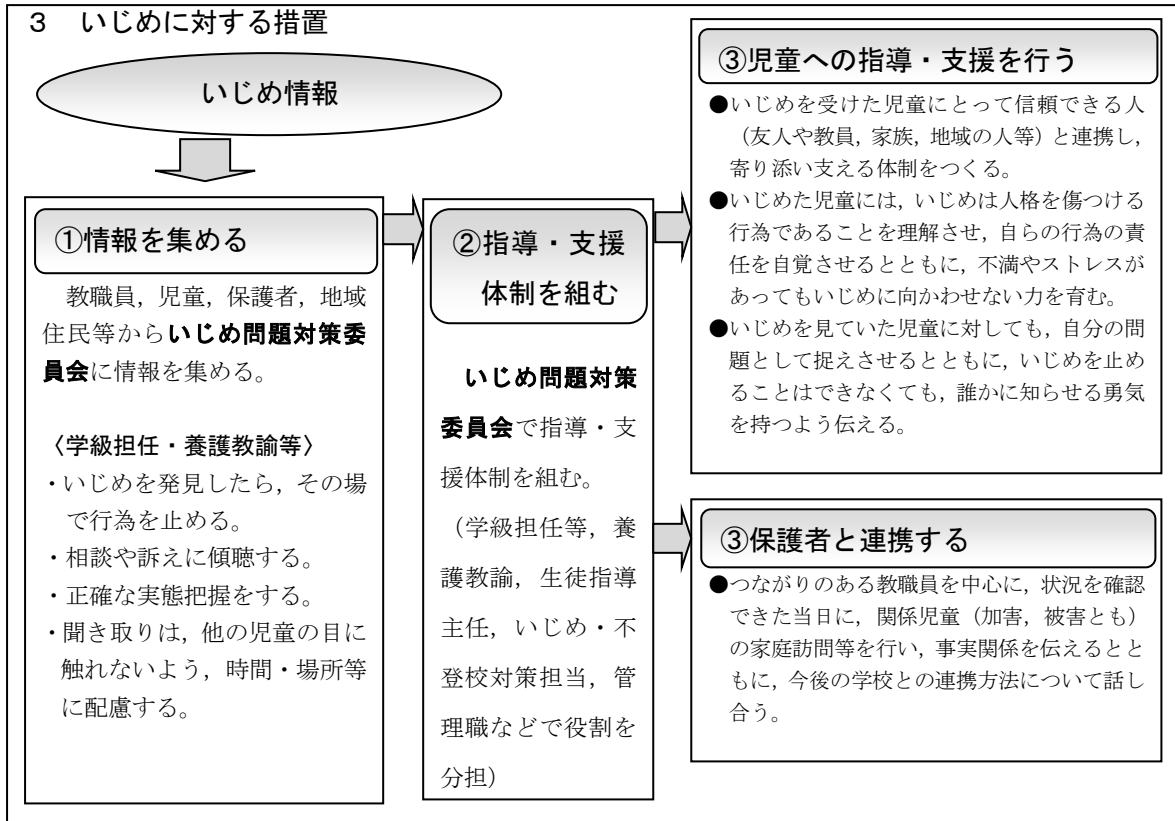 ３　いじめに対する措置
いじめ情報
①情報を集める
教職員，児童，保護者，地域
住民等からいじめ問題対策委
員会に情報を集める。
〈学級担任・養護教諭等〉
・いじめを発見したら，その場
で行為を止める。
・相談や訴えに傾聴する。
・正確な実態把握をする。
・聞き取りは，他の児童の目に
触れないよう，時間・場所等
に配慮する。
②指導・支援
体制を組む
いじめ問題対策
委員会で指導・支
援体制を組む。
（学級担任等，養
護教諭，生徒指導
主任，いじめ・不
登校対策担当，管
理職などで役割を
分担）
③児童への指導・支援を行う
●いじめを受けた児童にとって信頼できる人
（友人や教員，家族，地域の人等）と連携し，
寄り添い支える体制をつくる。
●いじめた児童には，いじめは人格を傷つける
行為であることを理解させ，自らの行為の責
任を自覚させるとともに，不満やストレスが
あってもいじめに向かわせない力を育む。
●いじめを見ていた児童に対しても，自分の問
題として捉えさせるとともに，いじめを止め
ることはできなくても，誰かに知らせる勇気
を持つよう伝える。
③保護者と連携する
●つながりのある教職員を中心に，状況を確認
できた当日に，関係児童（加害，被害とも）
の家庭訪問等を行い，事実関係を伝えるとと
もに，今後の学校との連携方法について話し
合う。